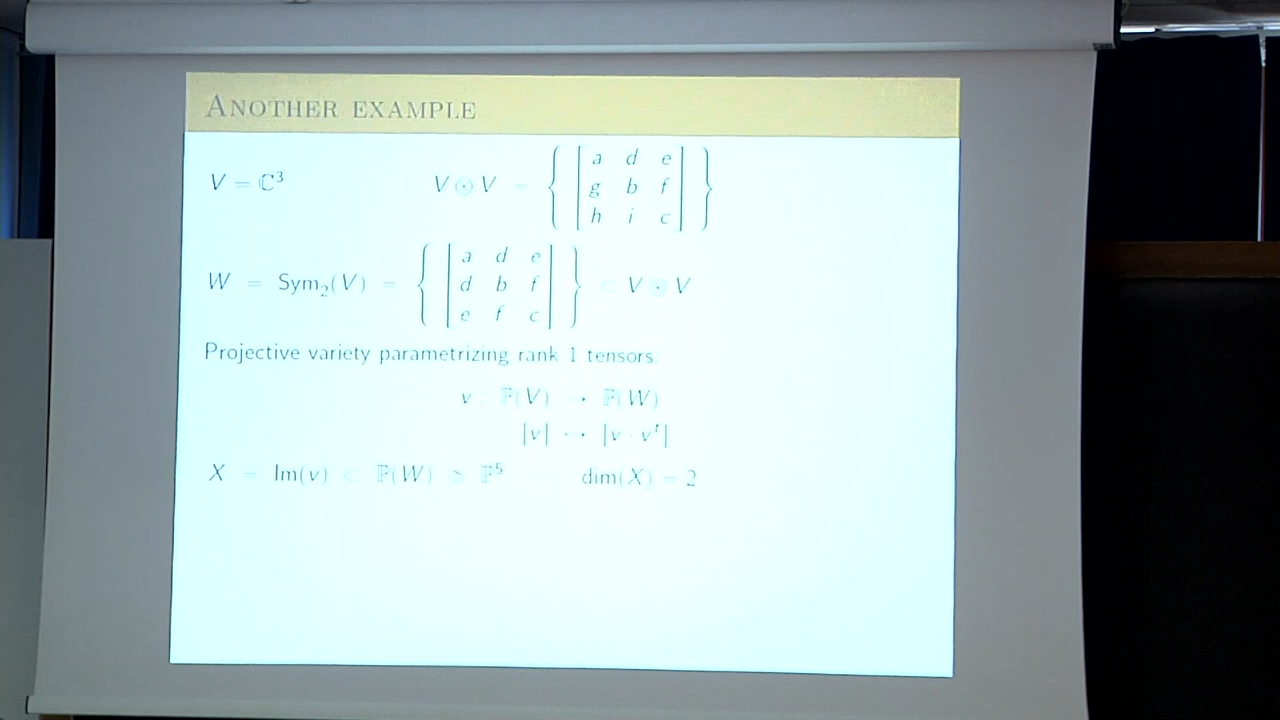 ANOTHER EXAMPLE
V = ℂ³ V ⊗ V = { [ a d e
g b f
h i c ] }
W = Sym₂(V) = { [ a d e
d b f
e f c ] } ⊂ V ⊗ V
Projective variety parametrizing rank 1 tensors
v : ℙ(V) → ℙ(W)
[v] ↦ [v · vᵗ]
X = Im(v) ⊂ ℙ(W) ≃ ℙ⁵ dim(X) = 2